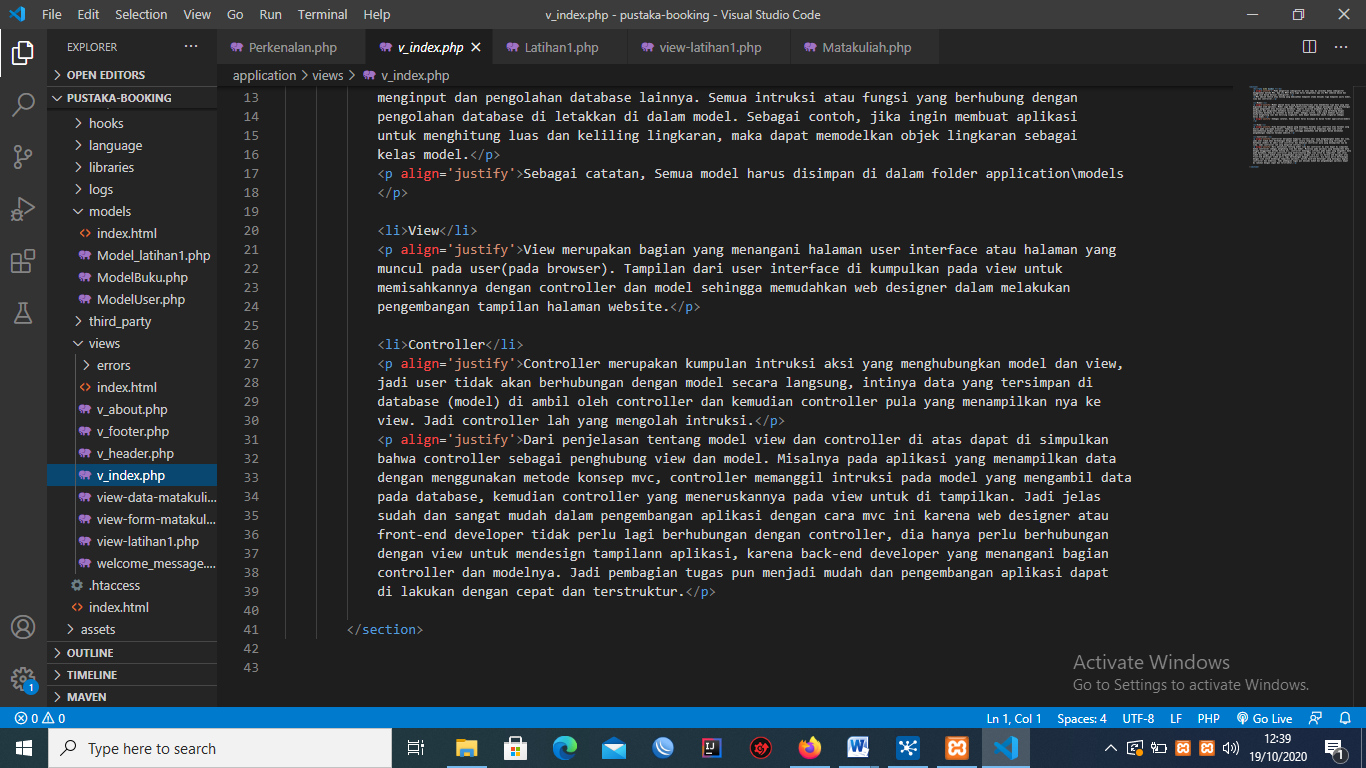 File Edit Selection View Go Run Terminal Help
v_index.php - pustaka-booking - Visual Studio Code
EXPLORER
Perkenalan.php
v_index.php
Latihan1.php
view-latihan1.php
Matakuliah.php
OPEN EDITORS
PUSTAKA-BOOKING
hooks
language
libraries
logs
models
index.html
Model_latihan1.php
ModelBuku.php
ModelUser.php
third_party
views
errors
index.html
v_about.php
v_footer.php
v_header.php
v_index.php
view-data-matakuli...
view-form-matakul...
view-latihan1.php
welcome_message....
.htaccess
index.html
assets
OUTLINE
TIMELINE
MAVEN
application > views > v_index.php
13 menginput dan pengolahan database lainnya. Semua intruksi atau fungsi yang berhubung dengan
14 pengolahan database di letakkan di dalam model. Sebagai contoh, jika ingin membuat aplikasi
15 untuk menghitung luas dan keliling lingkaran, maka dapat memodelkan objek lingkaran sebagai
16 kelas model.</p>
17 <p align='justify'>Sebagai catatan, Semua model harus disimpan di dalam folder application\models
18 </p>
19
20 <li>View</li>
21 <p align='justify'>View merupakan bagian yang menangani halaman user interface atau halaman yang
22 muncul pada user(pada browser). Tampilan dari user interface di kumpulkan pada view untuk
23 memisahkannya dengan controller dan model sehingga memudahkan web designer dalam melakukan
24 pengembangan tampilan halaman website.</p>
25
26 <li>Controller</li>
27 <p align='justify'>Controller merupakan kumpulan intruksi aksi yang menghubungkan model dan view,
28 jadi user tidak akan berhubungan dengan model secara langsung, intinya data yang tersimpan di
29 database (model) di ambil oleh controller dan kemudian controller pula yang menampilkan nya ke
30 view. Jadi controller lah yang mengolah intruksi.</p>
31 <p align='justify'>Dari penjelasan tentang model view dan controller di atas dapat di simpulkan
32 bahwa controller sebagai penghubung view dan model. Misalnya pada aplikasi yang menampilkan data
33 dengan menggunakan metode konsep mvc, controller memanggil intruksi pada model yang mengambil data
34 pada database, kemudian controller yang meneruskannya pada view untuk di tampilkan. Jadi jelas
35 sudah dan sangat mudah dalam pengembangan aplikasi dengan cara mvc ini karena web designer atau
36 front-end developer tidak perlu lagi berhubungan dengan controller, dia hanya perlu berhubungan
37 dengan view untuk mendesign tampilann aplikasi, karena back-end developer yang menangani bagian
38 controller dan modelnya. Jadi pembagian tugas pun menjadi mudah dan pengembangan aplikasi dapat
39 di lakukan dengan cepat dan terstruktur.</p>
40
41 </section>
42
43
Activate Windows
Go to Settings to activate Windows.
1
0 0
Ln 1, Col 1 Spaces: 4 UTF-8 LF PHP Go Live
Type here to search
12:39
19/10/2020
1